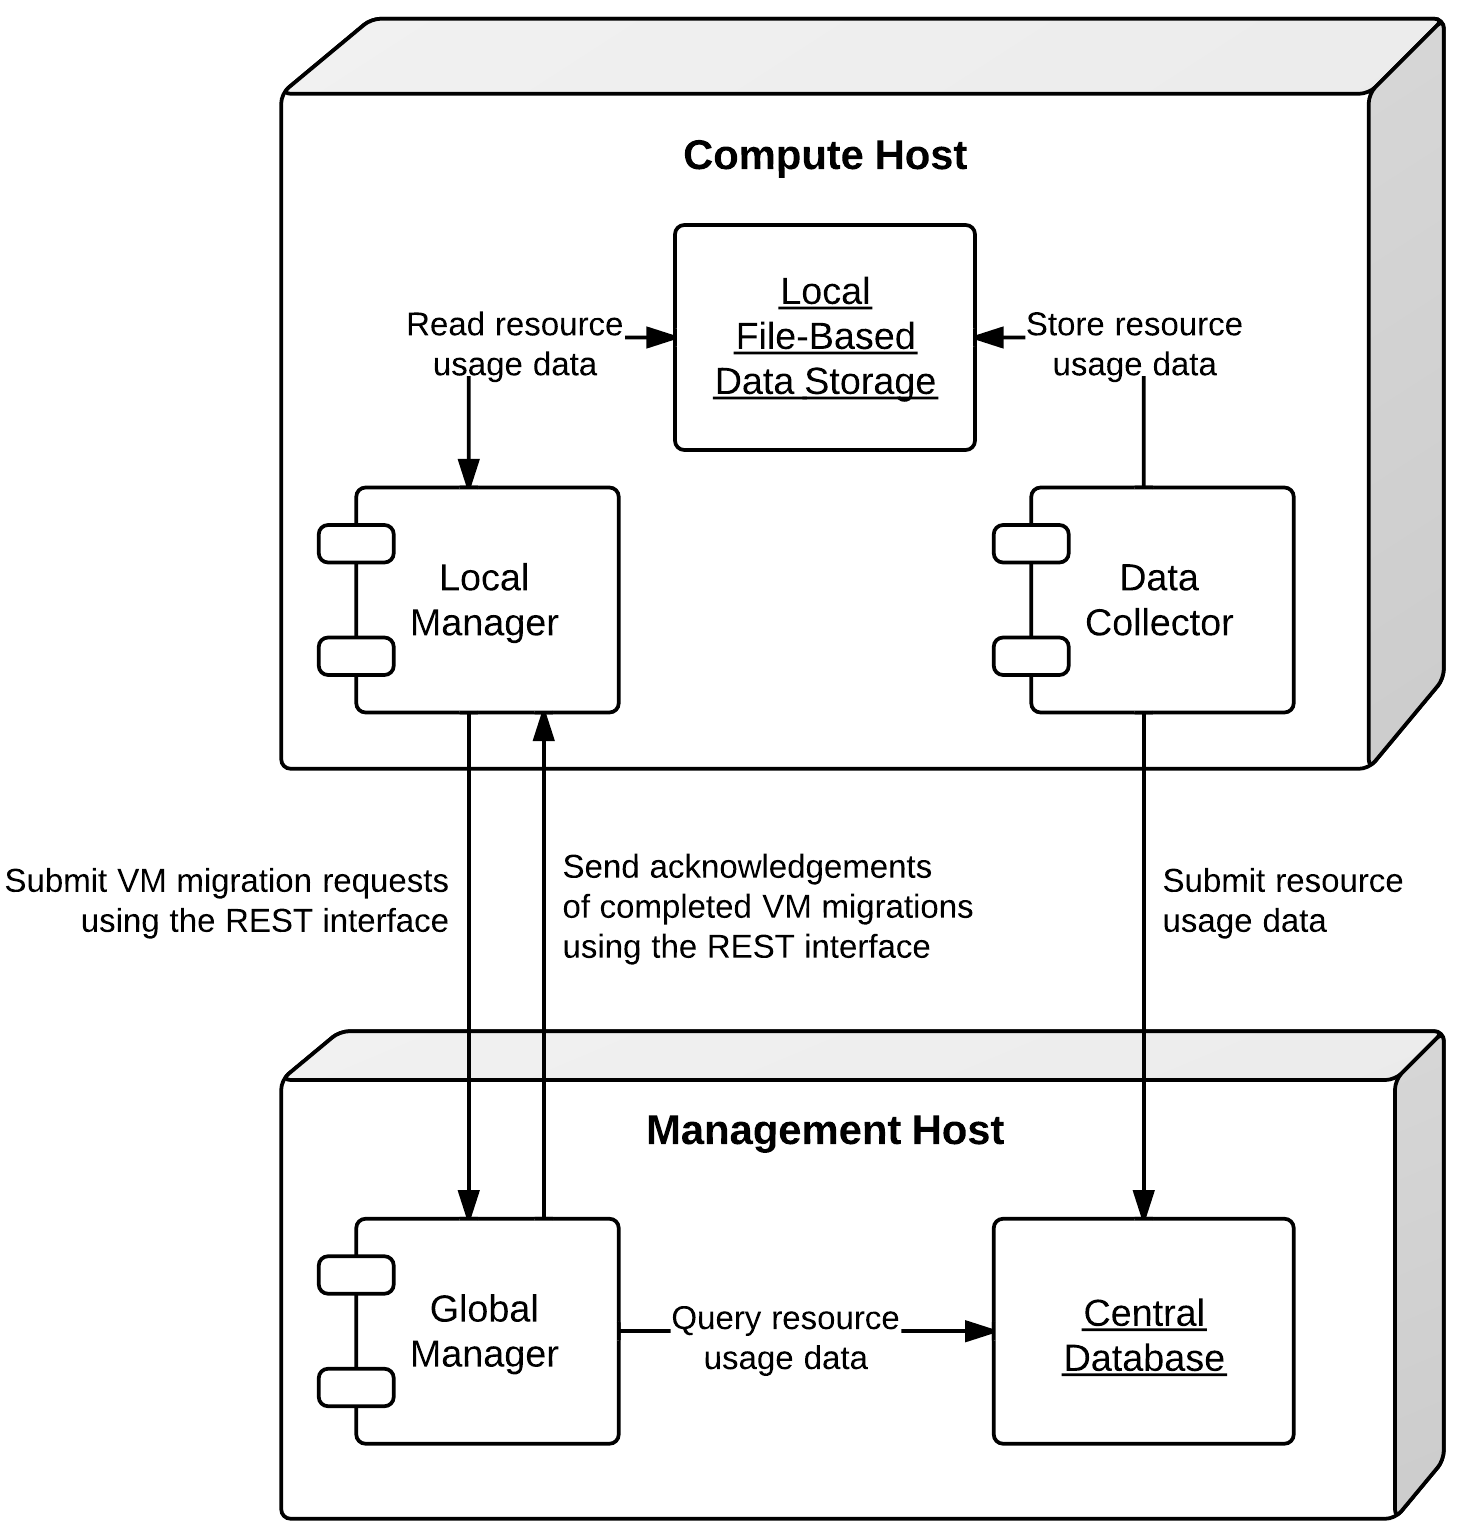 Compute Host
Read resource
usage data
Local
File-Based
Data Storage
Store resource
usage data
Local
Manager
Data
Collector
Submit VM migration requests
using the REST interface
Send acknowledgements
of completed VM migrations
using the REST interface
Submit resource
usage data
Management Host
Global
Manager
Query resource
usage data
Central
Database